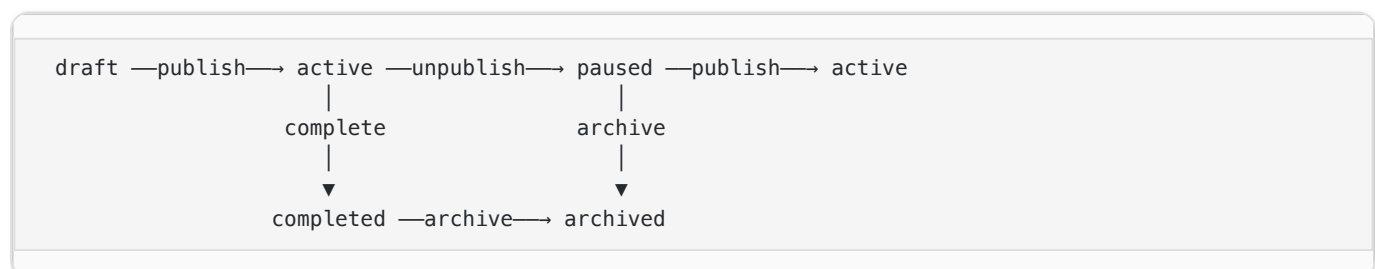 draft ──publish──→ active ──unpublish──→ paused ──publish──→ active
│ │
complete archive
│ │
▼ ▼
completed ──archive──→ archived